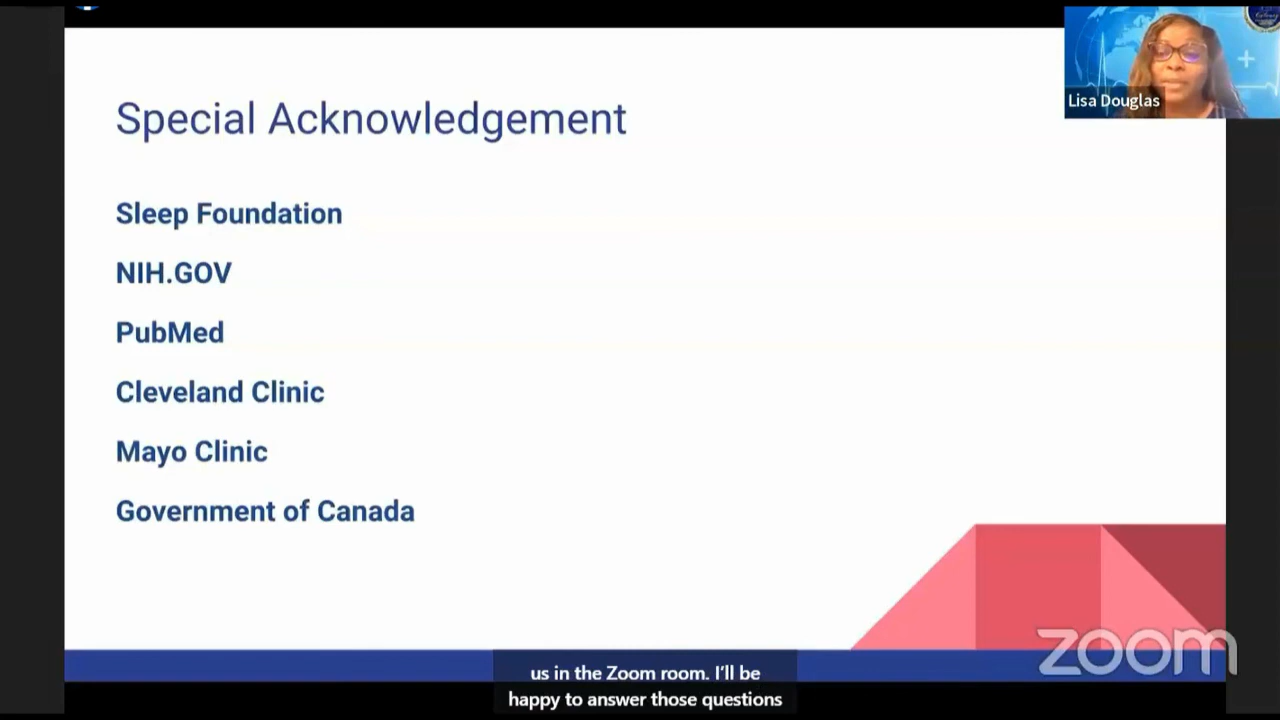 Lisa Douglas
Special Acknowledgement
Sleep Foundation
NIH.GOV
PubMed
Cleveland Clinic
Mayo Clinic
Government of Canada
zoom
us in the Zoom room. I'll be
happy to answer those questions